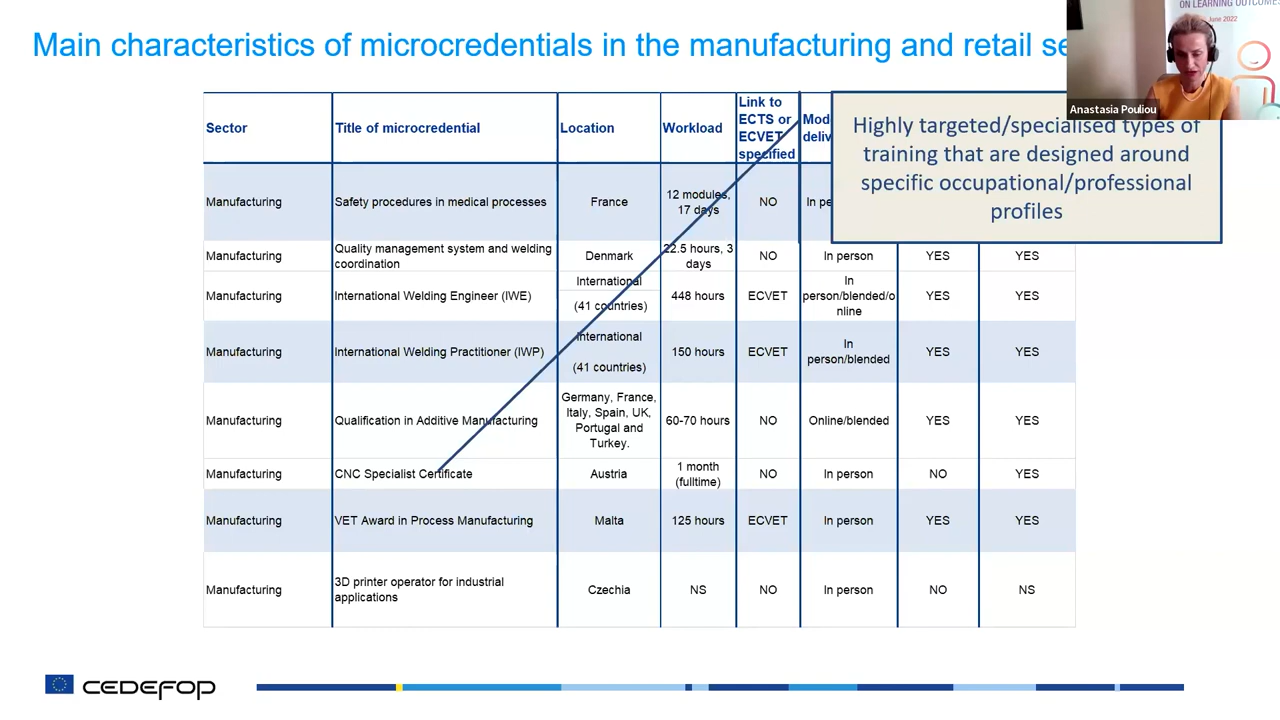 Main characteristics of microcredentials in the manufacturing and retail se
ON LEARNING OUTCOMES
June 2022
Anastasia Pouliou
Highly targeted/specialised types of
training that are designed around
specific occupational/professional
profiles
Sector Title of microcredential Location Workload Link to ECTS or ECVET specified Mod deliv
Manufacturing Safety procedures in medical processes France 12 modules, 17 days NO In pe
Manufacturing Quality management system and welding coordination Denmark 22.5 hours, 3 days NO In person YES YES
Manufacturing International Welding Engineer (IWE) International (41 countries) 448 hours ECVET In person/blended/online YES YES
Manufacturing International Welding Practitioner (IWP) International (41 countries) 150 hours ECVET In person/blended YES YES
Manufacturing Qualification in Additive Manufacturing Germany, France, Italy, Spain, UK, Portugal and Turkey. 60-70 hours NO Online/blended YES YES
Manufacturing CNC Specialist Certificate Austria 1 month (fulltime) NO In person NO YES
Manufacturing VET Award in Process Manufacturing Malta 125 hours ECVET In person YES YES
Manufacturing 3D printer operator for industrial applications Czechia NS NO In person NO NS
CEDEFOP